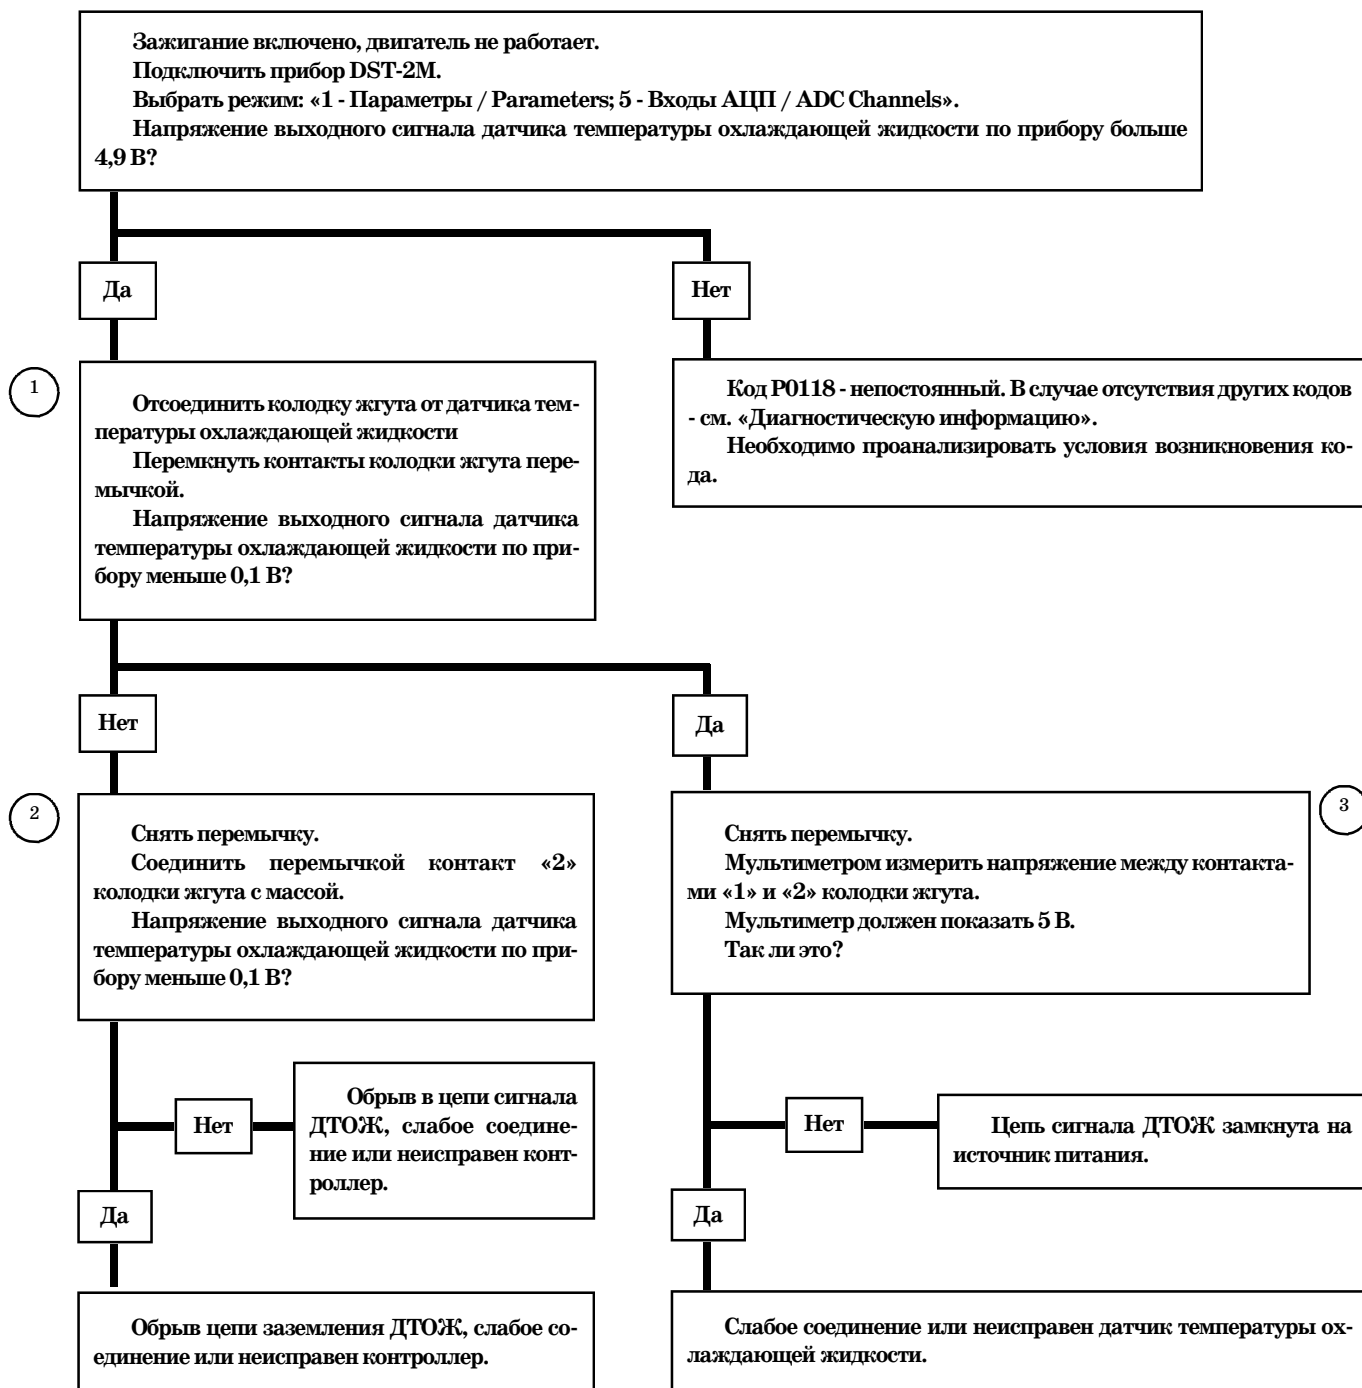 Зажигание включено, двигатель не работает.
Подключить прибор DST-2M.
Выбрать режим: «1 - Параметры / Parameters; 5 - Входы АЦП / ADC Channels».
Напряжение выходного сигнала датчика температуры охлаждающей жидкости по прибору больше
4,9 В?
Да
Нет
1
Отсоединить колодку жгута от датчика тем-
пературы охлаждающей жидкости
Перемкнуть контакты колодки жгута пере-
мычкой.
Напряжение выходного сигнала датчика
температуры охлаждающей жидкости по при-
бору меньше 0,1 В?
Код Р0118 - непостоянный. В случае отсутствия других кодов
- см. «Диагностическую информацию».
Необходимо проанализировать условия возникновения ко-
да.
Нет
Да
2
Снять перемычку.
Соединить перемычкой контакт «2»
колодки жгута с массой.
Напряжение выходного сигнала датчика
температуры охлаждающей жидкости по при-
бору меньше 0,1 В?
3
Снять перемычку.
Мультиметром измерить напряжение между контакта-
ми «1» и «2» колодки жгута.
Мультиметр должен показать 5 В.
Так ли это?
Нет
Обрыв в цепи сигнала
ДТОЖ, слабое соедине-
ние или неисправен конт-
роллер.
Нет
Цепь сигнала ДТОЖ замкнута на
источник питания.
Да
Да
Обрыв цепи заземления ДТОЖ, слабое со-
единение или неисправен контроллер.
Слабое соединение или неисправен датчик температуры ох-
лаждающей жидкости.